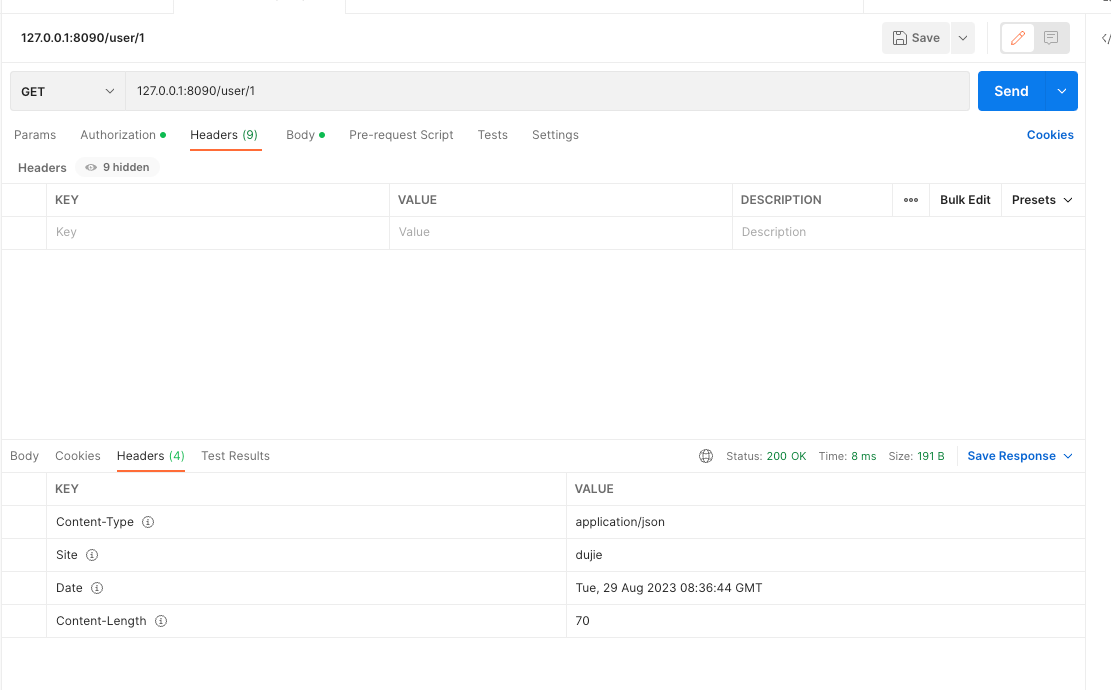 127.0.0.1:8090/user/1
Save
GET 127.0.0.1:8090/user/1 Send
Params Authorization Headers (9) Body Pre-request Script Tests Settings Cookies
Headers 9 hidden
KEY VALUE DESCRIPTION Bulk Edit Presets
Key Value Description
Body Cookies Headers (4) Test Results Status: 200 OK Time: 8 ms Size: 191 B Save Response
KEY VALUE
Content-Type application/json
Site dujie
Date Tue, 29 Aug 2023 08:36:44 GMT
Content-Length 70